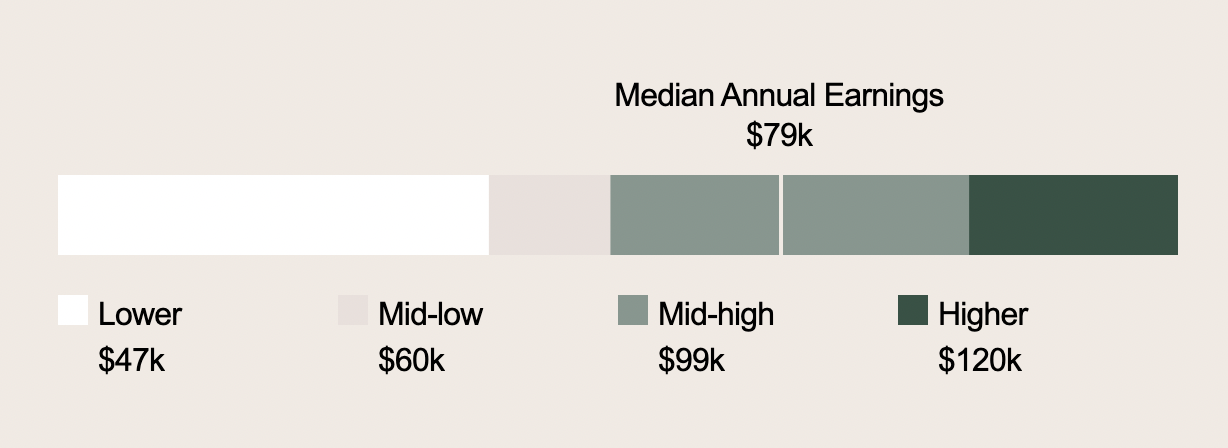 Median Annual Earnings
$79k
Lower
$47k
Mid-low
$60k
Mid-high
$99k
Higher
$120k